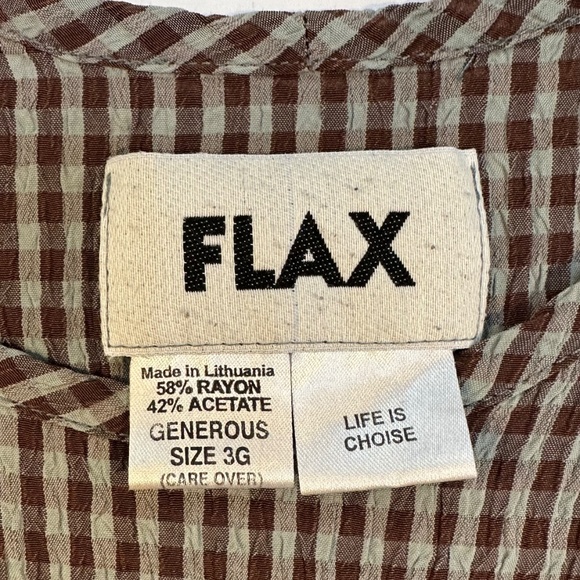 FLAX
Made in Lithuania
58% RAYON
42% ACETATE
GENEROUS
SIZE 3G
(CARE OVER)
LIFE IS
CHOISE